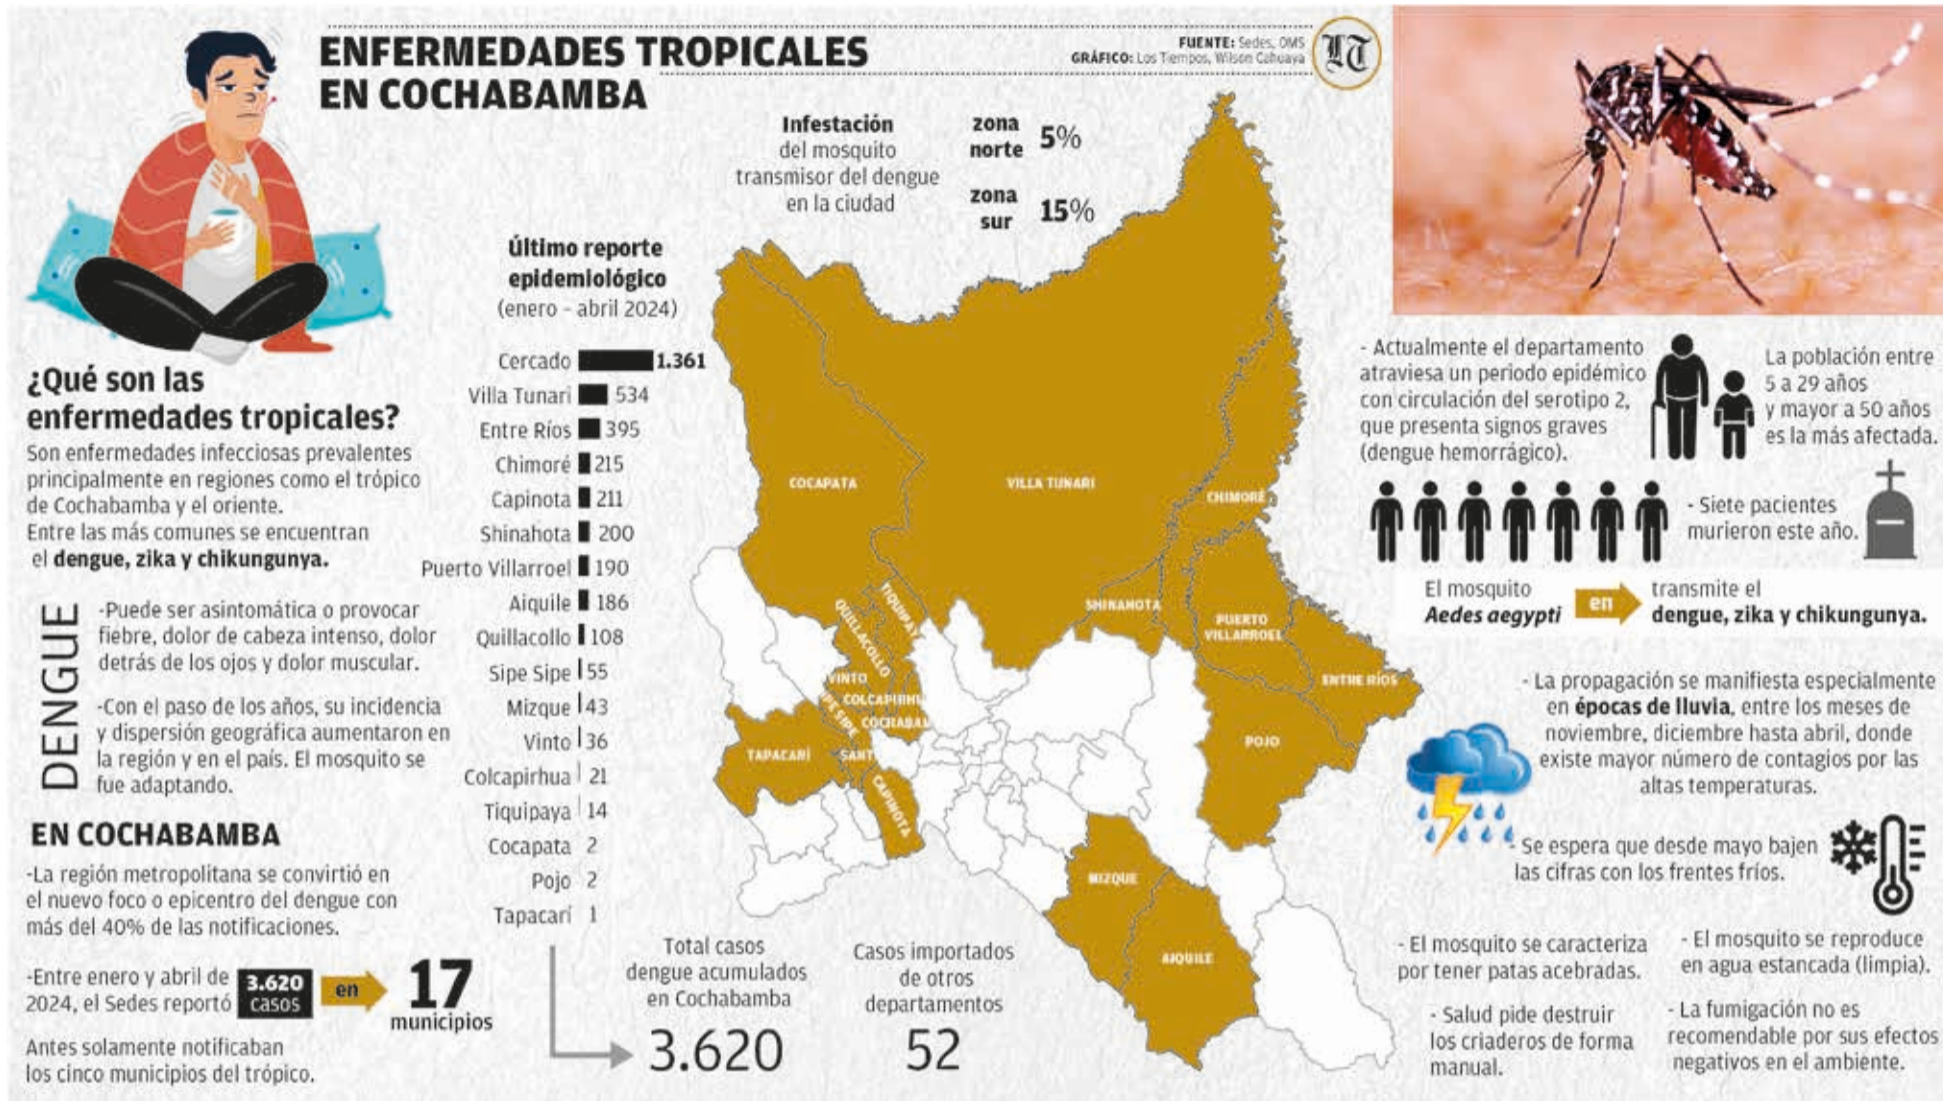 ENFERMEDADES TROPICALES
EN COCHABAMBA
FUENTE: Sedes, OMS
GRÁFICO: Los Tiempos, Wilson Cahuaya
LT
¿Qué son las
enfermedades tropicales?
Son enfermedades infecciosas prevalentes
principalmente en regiones como el trópico
de Cochabamba y el oriente.
Entre las más comunes se encuentran
el dengue, zika y chikungunya.
DENGUE
-Puede ser asintomática o provocar
fiebre, dolor de cabeza intenso, dolor
detrás de los ojos y dolor muscular.
-Con el paso de los años, su incidencia
y dispersión geográfica aumentaron en
la región y en el país. El mosquito se
fue adaptando.
EN COCHABAMBA
-La región metropolitana se convirtió en
el nuevo foco o epicentro del dengue con
más del 40% de las notificaciones.
-Entre enero y abril de
2024, el Sedes reportó
3.620
casos
en
17
municipios
Antes solamente notificaban
los cinco municipios del trópico.
Último reporte
epidemiológico
(enero - abril 2024)
Cercado 1.361
Villa Tunari 534
Entre Ríos 395
Chimoré 215
Capinota 211
Shinahota 200
Puerto Villarroel 190
Aiquile 186
Quillacollo 108
Sipe Sipe 55
Mizque 43
Vinto 36
Colcapirhua 21
Tiquipaya 14
Cocapata 2
Pojo 2
Tapacarí 1
Total casos
dengue acumulados
en Cochabamba
3.620
Casos importados
de otros
departamentos
52
Infestación
del mosquito
transmisor del dengue
en la ciudad
zona
norte
5%
zona
sur
15%
COCAPATA
VILLA TUNARI
CHIMORÉ
SHINAHOTA
PUERTO
VILLARROEL
ENTRE RÍOS
POJO
TIQUIPAYA
QUILLACOLLO
VINTO
COLCAPIRHU
COCHABAM
TAPACARÍ
SANT
CAPINOTA
MIZQUE
AIQUILE
- Actualmente el departamento
atraviesa un periodo epidémico
con circulación del serotipo 2,
que presenta signos graves
(dengue hemorrágico).
La población entre
5 a 29 años
y mayor a 50 años
es la más afectada.
- Siete pacientes
murieron este año.
El mosquito
Aedes aegypti
en
transmite el
dengue, zika y chikungunya.
- La propagación se manifiesta especialmente
en épocas de lluvia, entre los meses de
noviembre, diciembre hasta abril, donde
existe mayor número de contagios por las
altas temperaturas.
- Se espera que desde mayo bajen
las cifras con los frentes fríos.
- El mosquito se caracteriza
por tener patas acebradas.
- El mosquito se reproduce
en agua estancada (limpia).
- Salud pide destruir
los criaderos de forma
manual.
- La fumigación no es
recomendable por sus efectos
negativos en el ambiente.